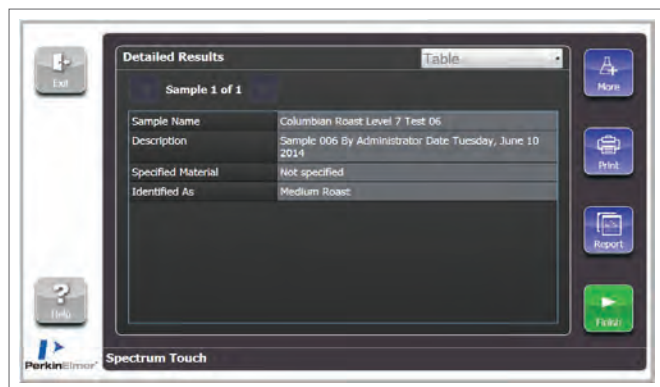 Exit
Detailed Results
Table
More
Sample 1 of 1
Sample Name Columbian Roast Level 7 Test 06
Description Sample 006 By Administrator Date Tuesday, June 10
2014
Specified Material Not specified
Identified As Medium Roast
Print
Report
Help
Finish
PerkinElmer
Spectrum Touch